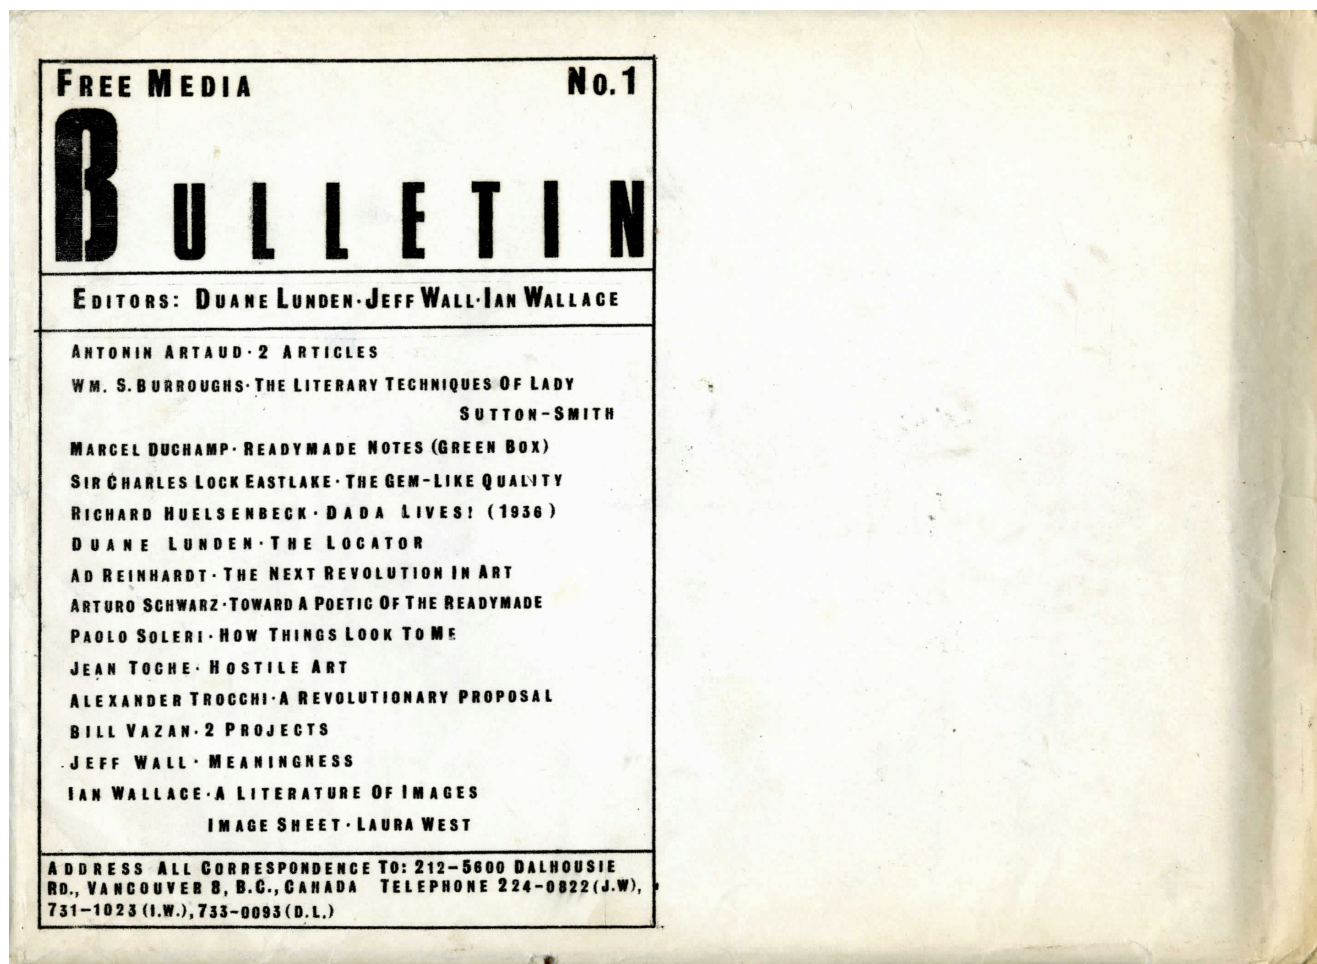 FREE MEDIA No.1
BULLETIN
EDITORS: DUANE LUNDEN·JEFF WALL·IAN WALLACE
ANTONIN ARTAUD·2 ARTICLES
WM. S. BURROUGHS·THE LITERARY TECHNIQUES OF LADY
SUTTON-SMITH
MARCEL DUCHAMP·READYMADE NOTES (GREEN BOX)
SIR CHARLES LOCK EASTLAKE·THE GEM-LIKE QUALITY
RICHARD HUELSENBECK·DADA LIVES! (1936)
DUANE LUNDEN·THE LOCATOR
AD REINHARDT·THE NEXT REVOLUTION IN ART
ARTURO SCHWARZ·TOWARD A POETIC OF THE READYMADE
PAOLO SOLERI·HOW THINGS LOOK TO ME
JEAN TOCHE·HOSTILE ART
ALEXANDER TROCCHI·A REVOLUTIONARY PROPOSAL
BILL VAZAN·2 PROJECTS
JEFF WALL·MEANINGNESS
IAN WALLACE·A LITERATURE OF IMAGES
IMAGE SHEET·LAURA WEST
ADDRESS ALL CORRESPONDENCE TO: 212-5600 DALHOUSIE
RD., VANCOUVER 8, B.C., CANADA TELEPHONE 224-0822(J.W),
731-1023(I.W.),733-0093(D.L.)